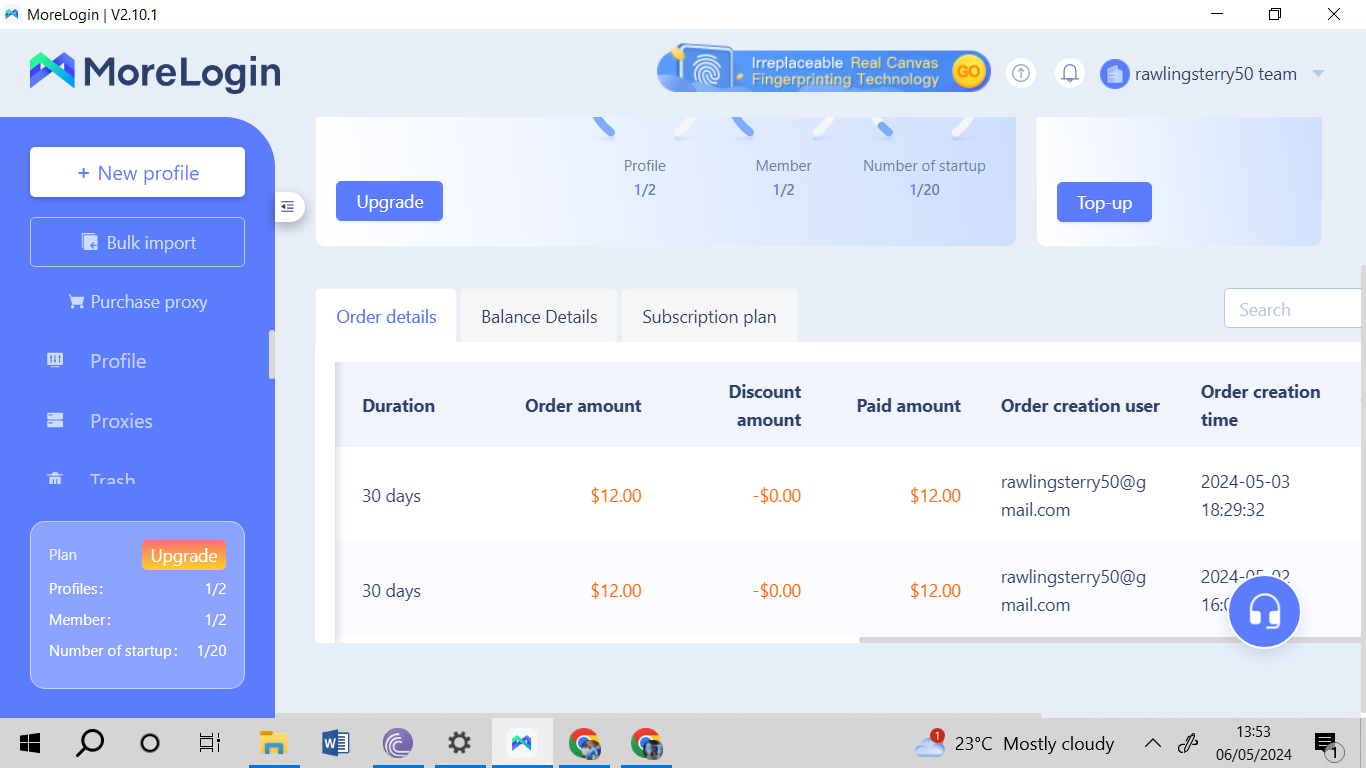 MoreLogin | V2.10.1
MoreLogin
Irreplaceable Real Canvas
Fingerprinting Technology
GO
rawlingsterry50 team
+ New profile
Bulk import
Purchase proxy
Profile
Proxies
Trash
Plan
Upgrade
Profiles: 1/2
Member: 1/2
Number of startup: 1/20
Profile
1/2
Member
1/2
Number of startup
1/20
Upgrade
Top-up
Order details
Balance Details
Subscription plan
Search
Duration
Order amount
Discount
amount
Paid amount
Order creation user
Order creation
time
30 days
$12.00
-$0.00
$12.00
rawlingsterry50@g
mail.com
2024-05-03
18:29:32
30 days
$12.00
-$0.00
$12.00
rawlingsterry50@g
mail.com
2024-05-02
1
23°C Mostly cloudy
13:53
06/05/2024
1